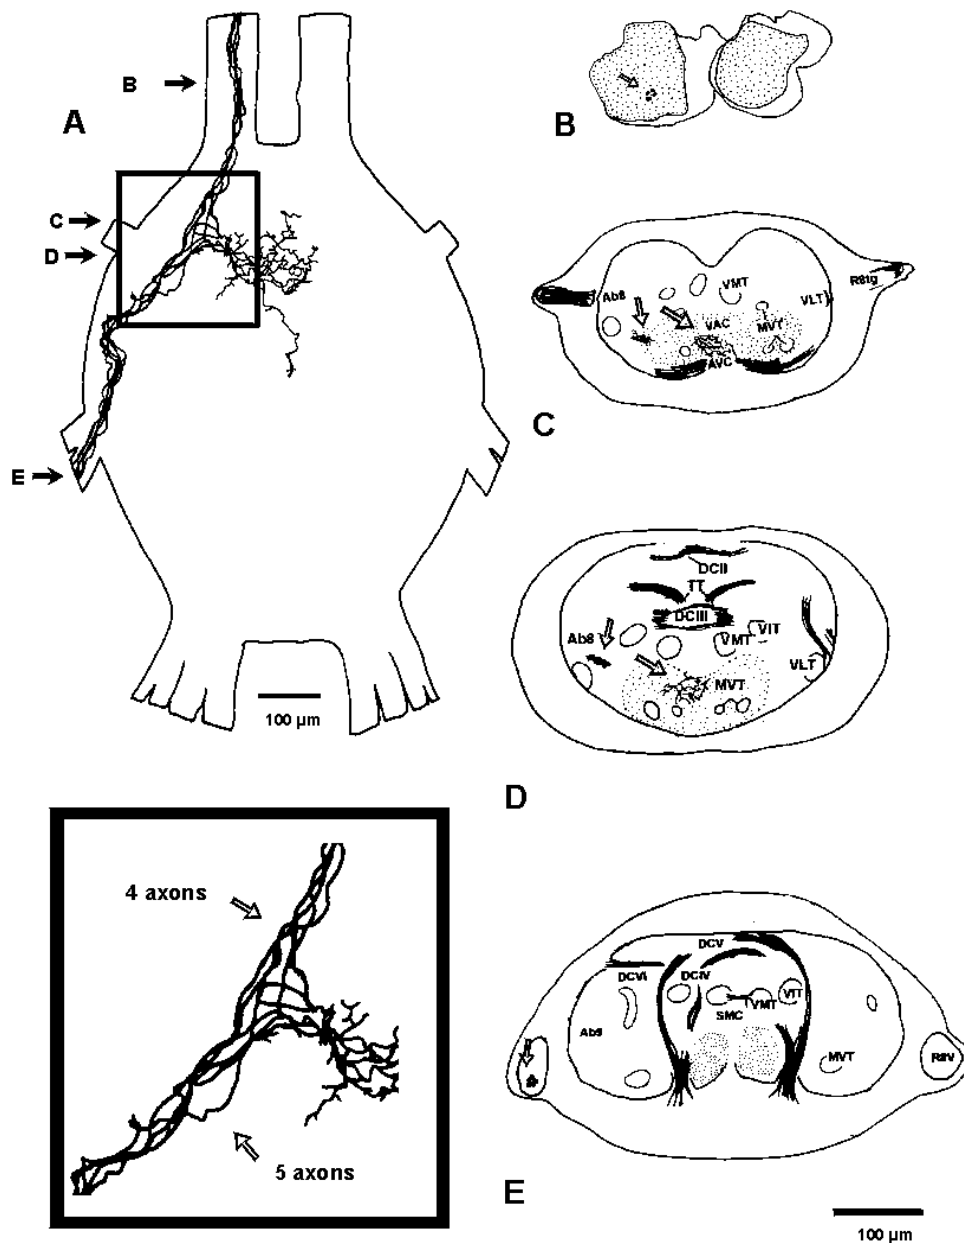 A
B
C
D
E
100 µm
B
Ab8
VMT
VLT
R8tg
VAC
MVT
AVC
C
DCII
TT
DCIII
Ab8
VMT
VIT
VLT
MVT
D
4 axons
5 axons
DCV
DCVI
DCIV
VMT
VIT
SMC
Ab9
MVT
R8V
E
100 µm